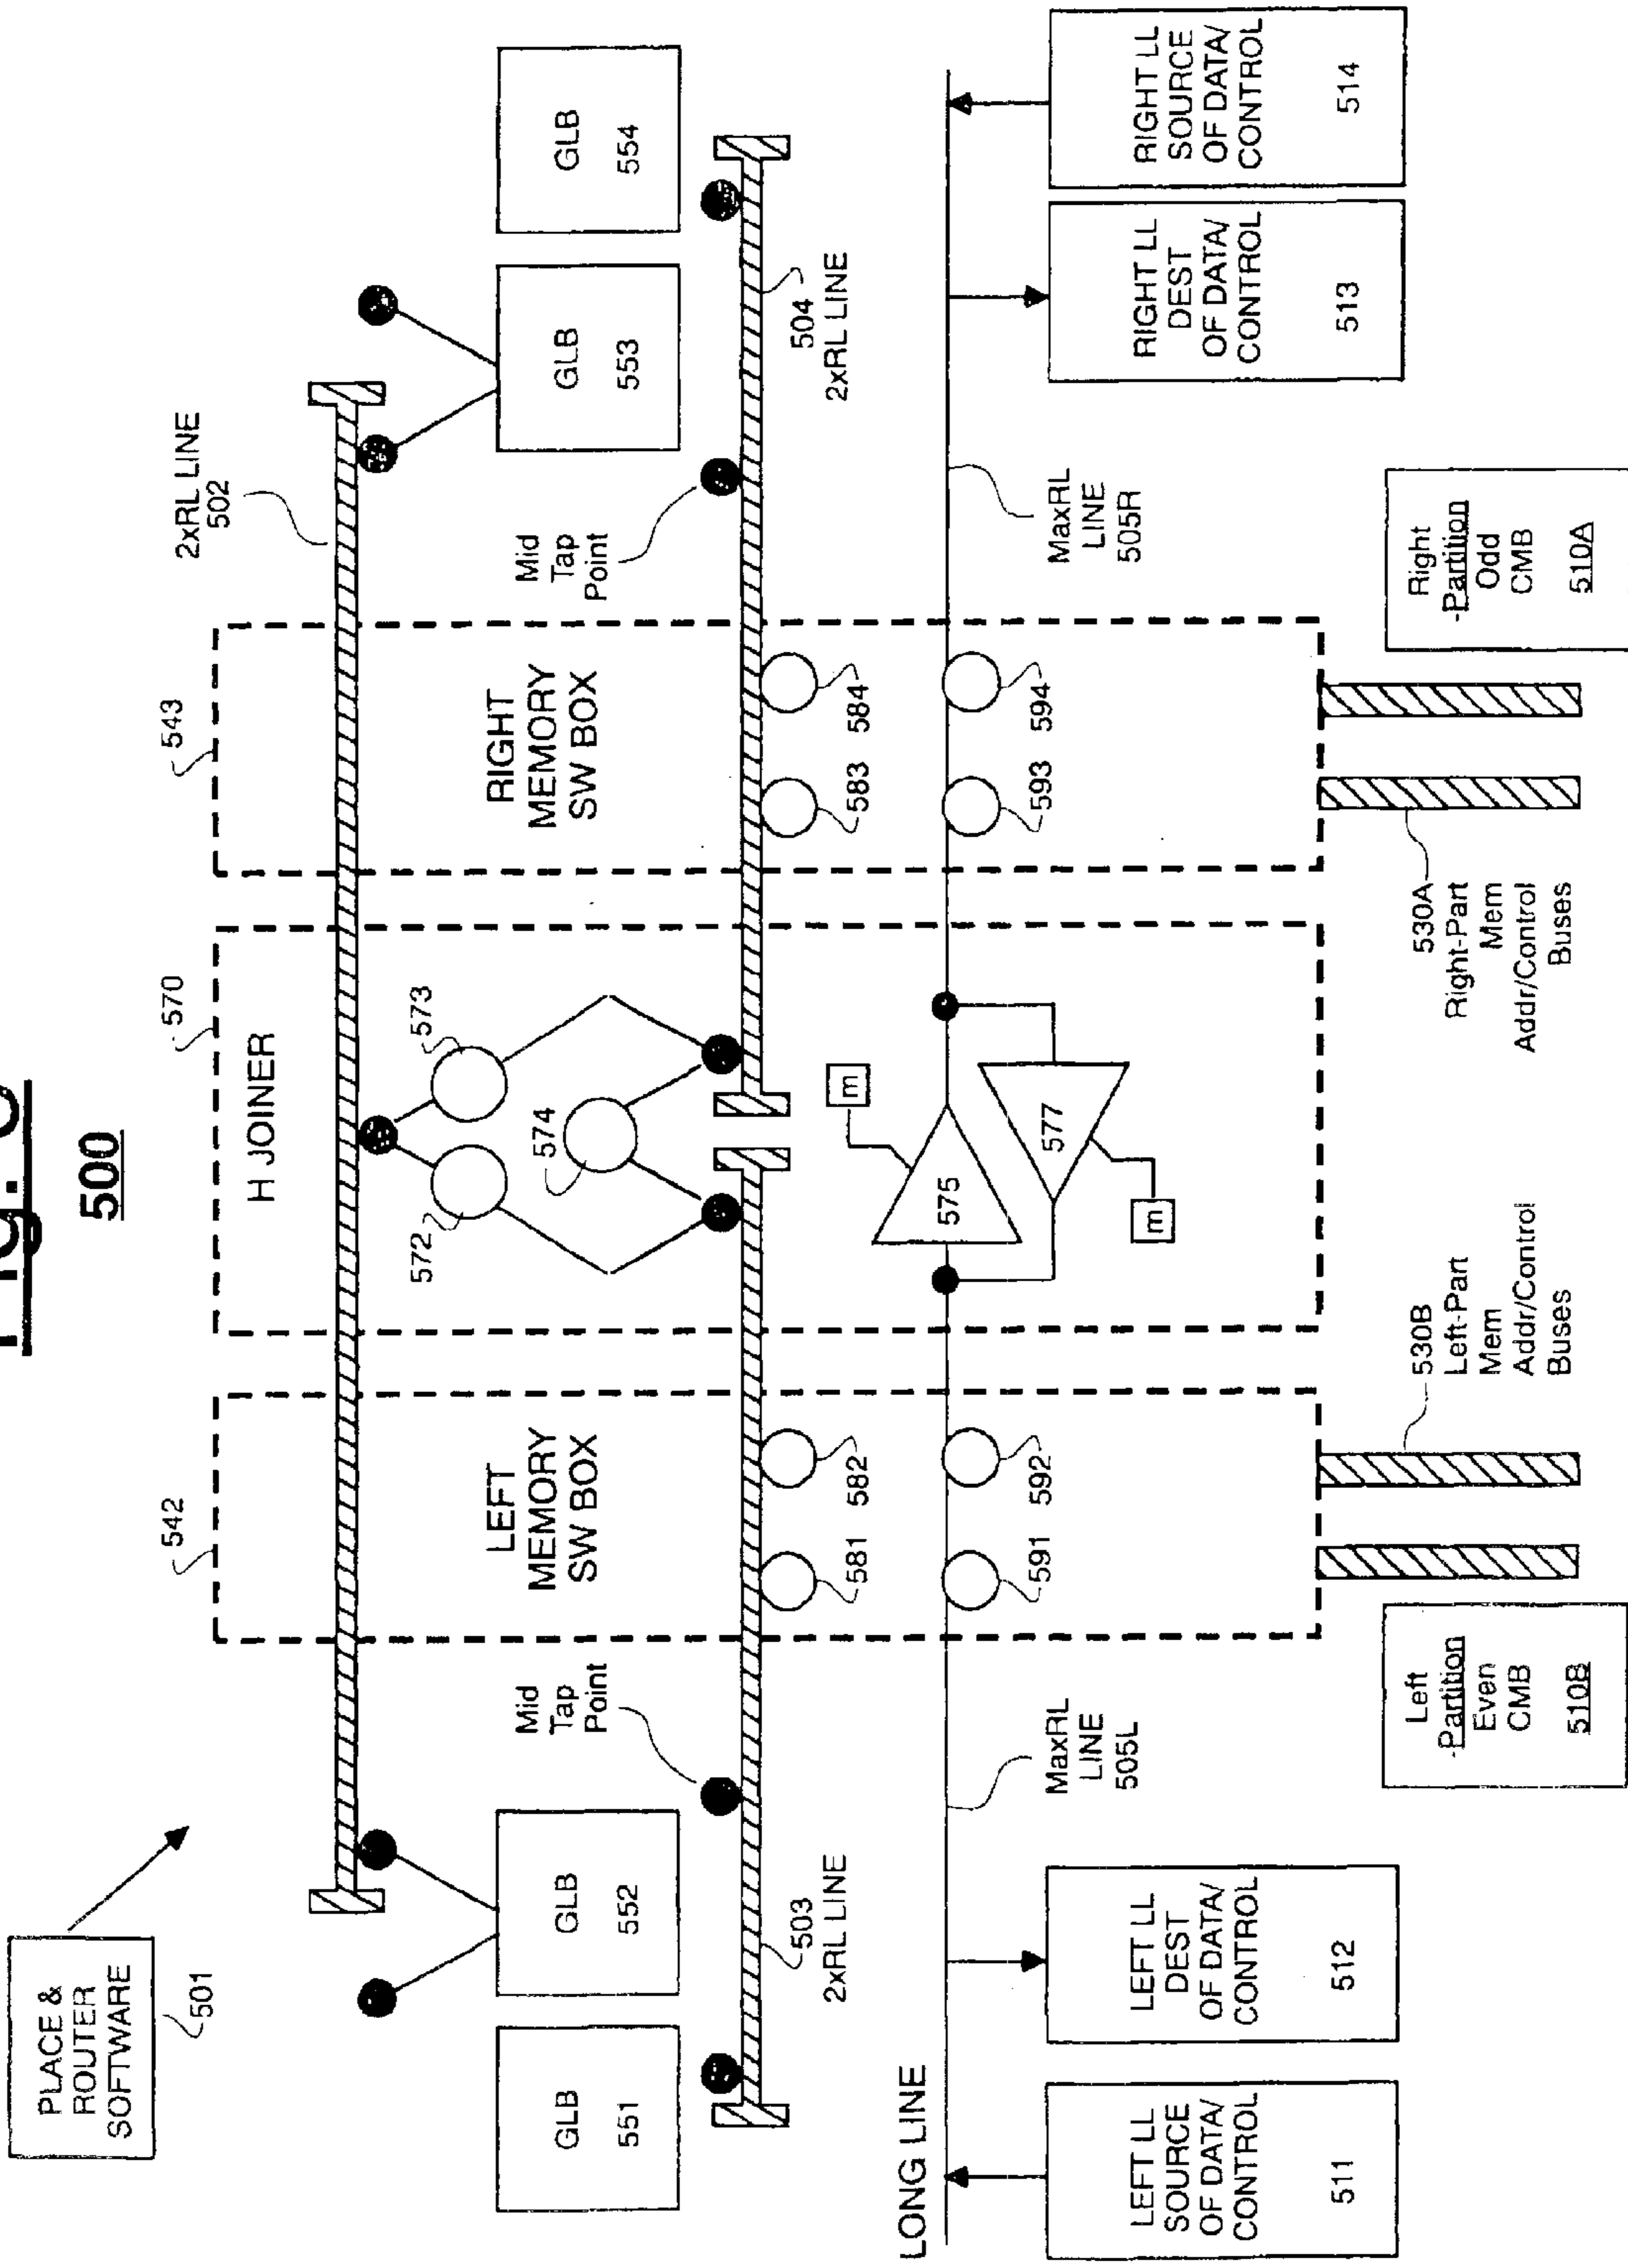 Fig. 5
500
PLACE &
ROUTER
SOFTWARE
501
542
570
543
2xRL LINE
502
H JOINER
LEFT
MEMORY
SW BOX
RIGHT
MEMORY
SW BOX
572
573
574
GLB
551
GLB
552
GLB
553
GLB
554
Mid
Tap
Point
Mid
Tap
Point
503
2xRL LINE
504
2xRL LINE
581
582
583
584
LONG LINE
MaxRL
LINE
505L
591
592
575
577
m
m
593
594
MaxRL
LINE
505R
LEFT LL
SOURCE
OF DATA/
CONTROL
511
LEFT LL
DEST
OF DATA/
CONTROL
512
RIGHT LL
DEST
OF DATA/
CONTROL
513
RIGHT LL
SOURCE
OF DATA/
CONTROL
514
Left
-Partition
Even
CMB
510B
530B
Left-Part
Mem
Addr/Control
Buses
530A
Right-Part
Mem
Addr/Control
Buses
Right
-Partition
Odd
CMB
510A